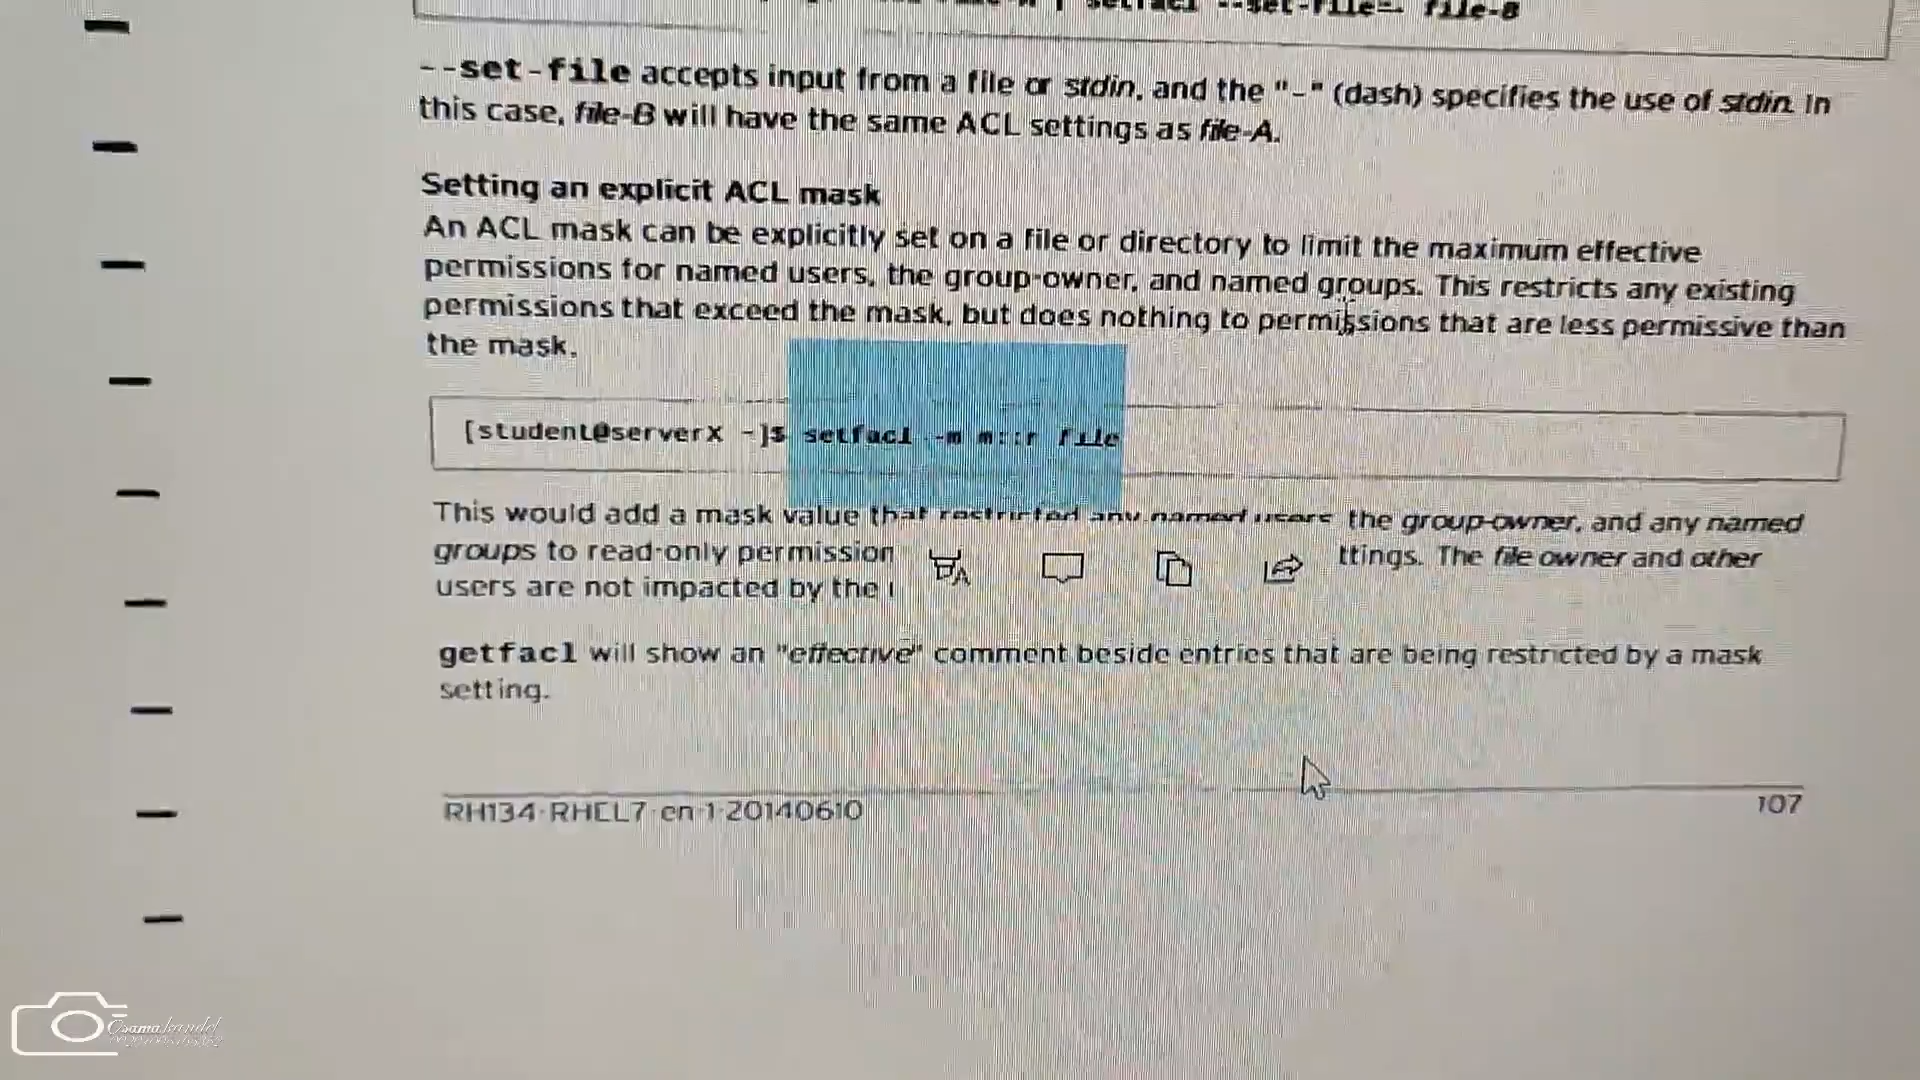 setfacl --set-file=- file-B
--set-file accepts input from a file or stdin, and the "-" (dash) specifies the use of stdin. In
this case, file-B will have the same ACL settings as file-A.
Setting an explicit ACL mask
An ACL mask can be explicitly set on a file or directory to limit the maximum effective
permissions for named users, the group-owner, and named groups. This restricts any existing
permissions that exceed the mask, but does nothing to permissions that are less permissive than
the mask.
[student@serverX ~]$ setfacl -m m::r file
This would add a mask value that restricted any named users the group-owner, and any named
groups to read-only permission ttings. The file owner and other
users are not impacted by the
getfacl will show an "effective" comment beside entries that are being restricted by a mask
setting.
RH134-RHEL7-en-1-20140610
107
Osama